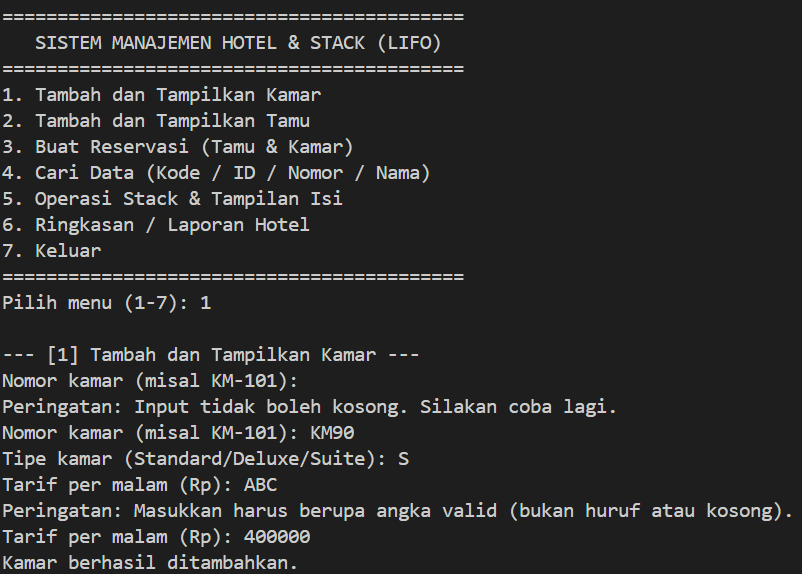 ==========================================
   SISTEM MANAJEMEN HOTEL & STACK (LIFO)
==========================================
1. Tambah dan Tampilkan Kamar
2. Tambah dan Tampilkan Tamu
3. Buat Reservasi (Tamu & Kamar)
4. Cari Data (Kode / ID / Nomor / Nama)
5. Operasi Stack & Tampilan Isi
6. Ringkasan / Laporan Hotel
7. Keluar
==========================================
Pilih menu (1-7): 1

--- [1] Tambah dan Tampilkan Kamar ---
Nomor kamar (misal KM-101):
Peringatan: Input tidak boleh kosong. Silakan coba lagi.
Nomor kamar (misal KM-101): KM90
Tipe kamar (Standard/Deluxe/Suite): S
Tarif per malam (Rp): ABC
Peringatan: Masukkan harus berupa angka valid (bukan huruf atau kosong).
Tarif per malam (Rp): 400000
Kamar berhasil ditambahkan.